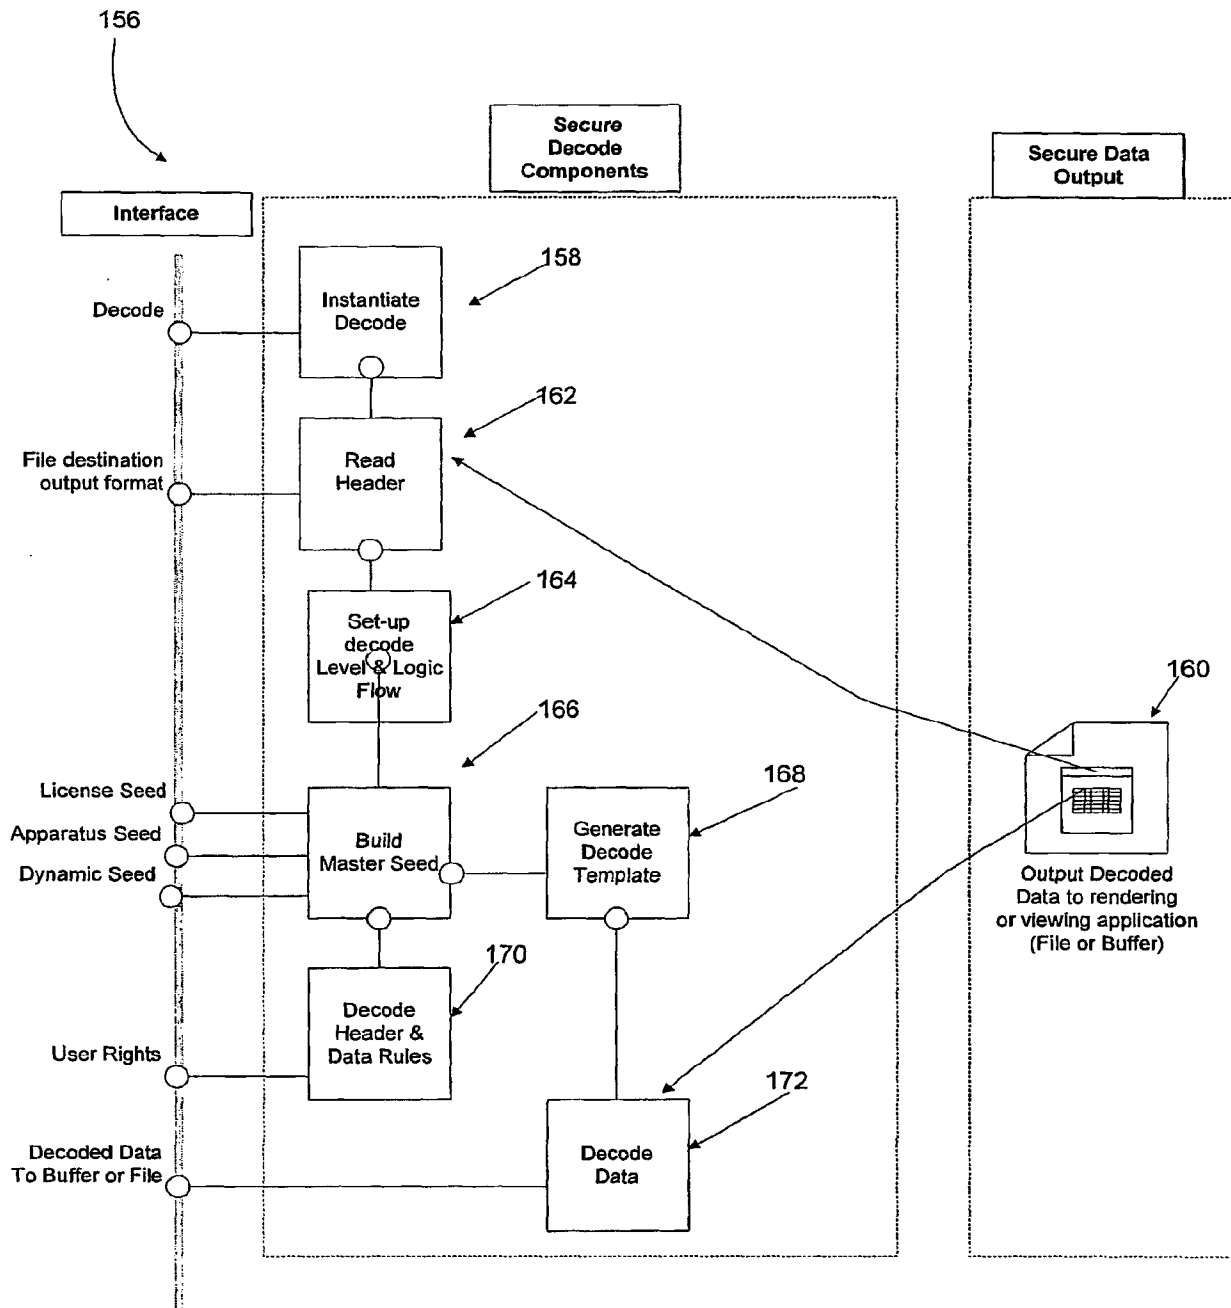 156
Secure
Decode
Components
Secure Data
Output
Interface
158
Instantiate
Decode
Decode
162
File destination
output format
Read
Header
164
Set-up
decode
Level & Logic
Flow
160
166
168
License Seed
Apparatus Seed
Dynamic Seed
Build
Master Seed
Generate
Decode
Template
Output Decoded
Data to rendering
or viewing application
(File or Buffer)
170
Decode
Header &
Data Rules
User Rights
172
Decoded Data
To Buffer or File
Decode
Data